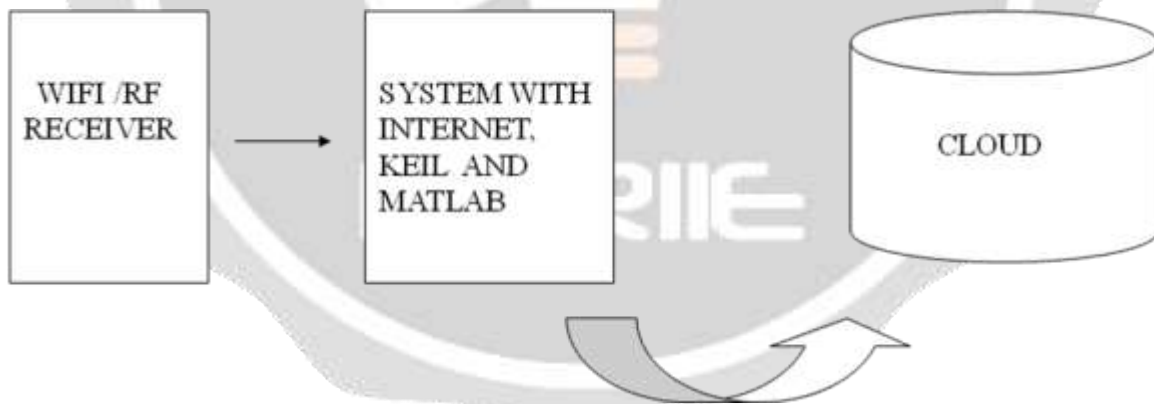 WIFI /RF
RECEIVER
SYSTEM WITH
INTERNET,
KEIL AND
MATLAB
CLOUD